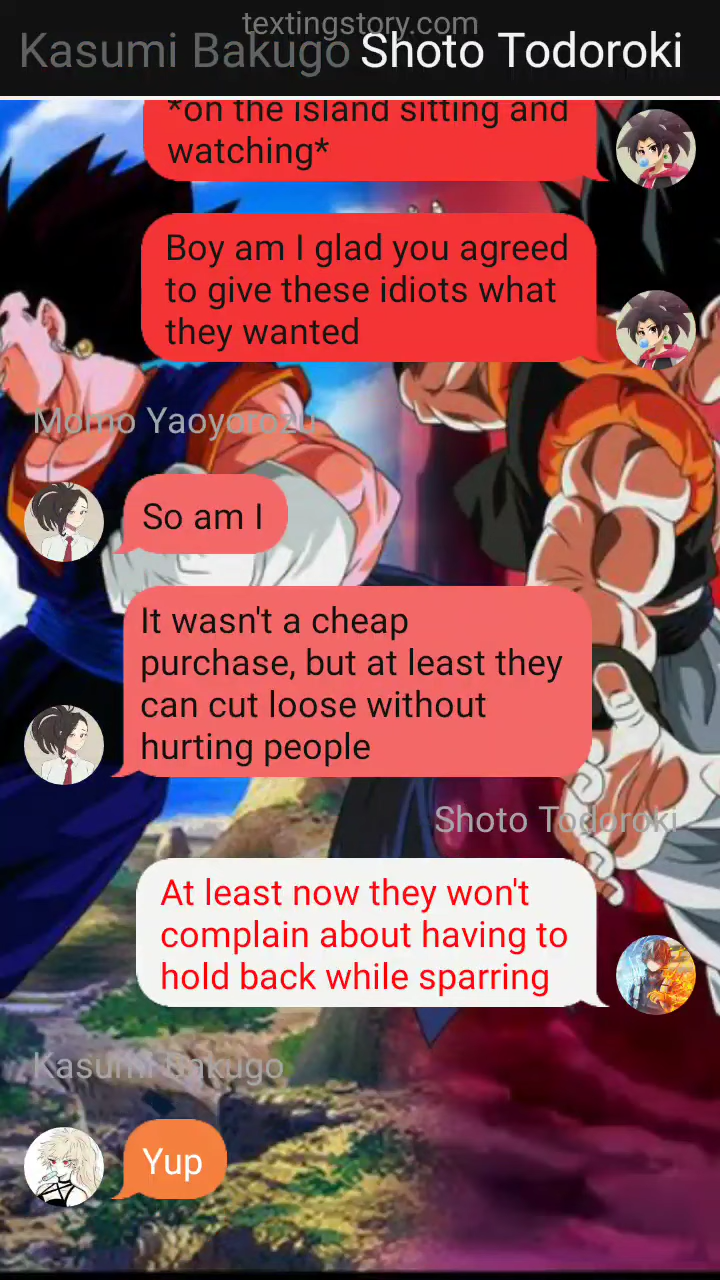 textingstory.com
Kasumi Bakugo Shoto Todoroki
*on the island sitting and
watching*
Boy am I glad you agreed
to give these idiots what
they wanted
Momo Yaoyorozu
So am I
It wasn't a cheap
purchase, but at least they
can cut loose without
hurting people
Shoto Todoroki
At least now they won't
complain about having to
hold back while sparring
Kasumi Bakugo
Yup